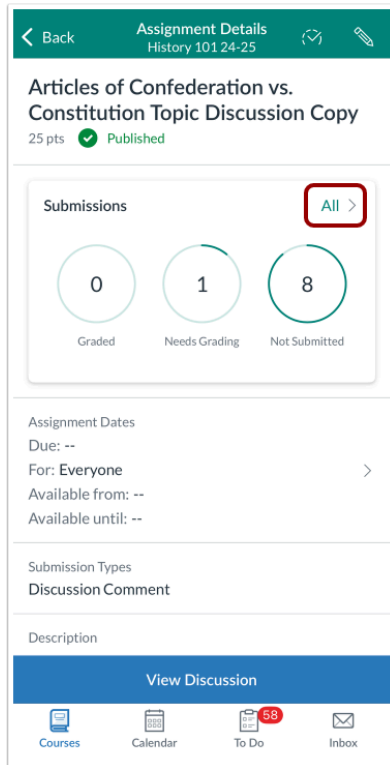 Back
Assignment Details
History 101 24-25
Articles of Confederation vs.
Constitution Topic Discussion Copy
25 pts Published
Submissions All
0 1 8
Graded Needs Grading Not Submitted
Assignment Dates
Due: --
For: Everyone
Available from: --
Available until: --
Submission Types
Discussion Comment
Description
View Discussion
58
Courses Calendar To Do Inbox